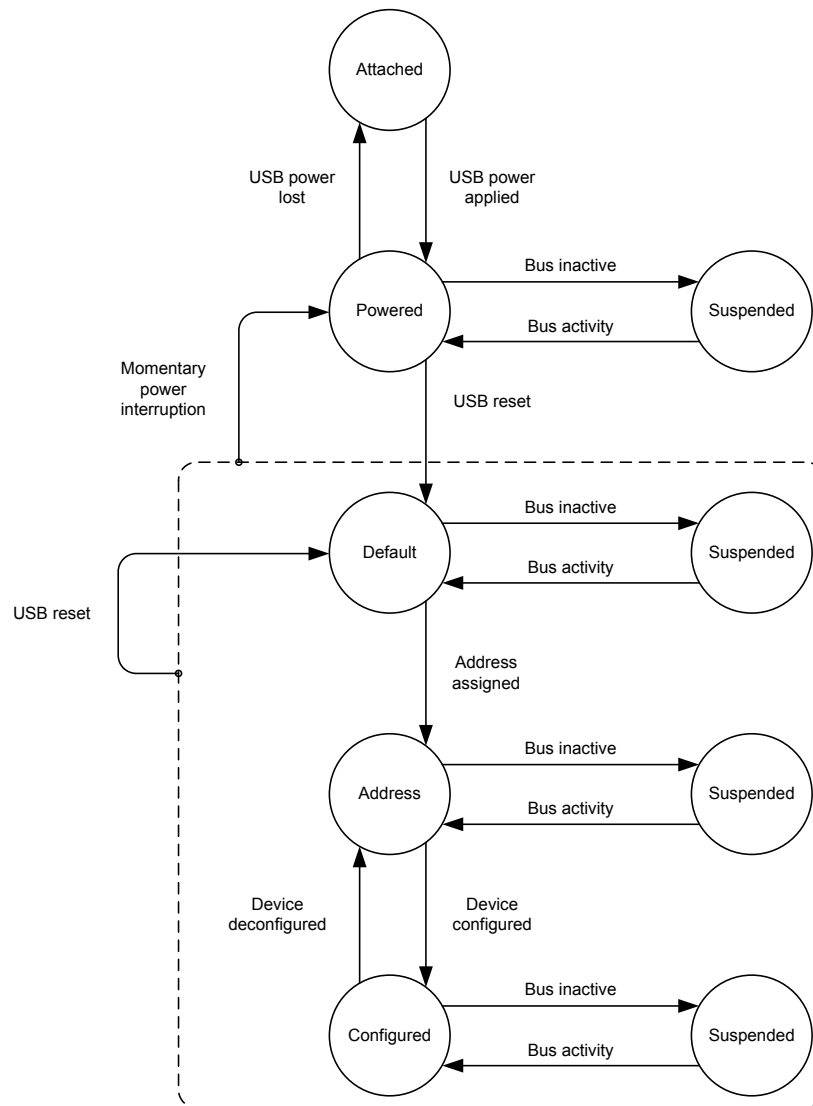 Attached
USB power
lost
USB power
applied
Bus inactive
Powered
Suspended
Bus activity
Momentary
power
interruption
USB reset
Bus inactive
Default
Suspended
Bus activity
USB reset
Address
assigned
Bus inactive
Address
Suspended
Bus activity
Device
deconfigured
Device
configured
Bus inactive
Configured
Suspended
Bus activity